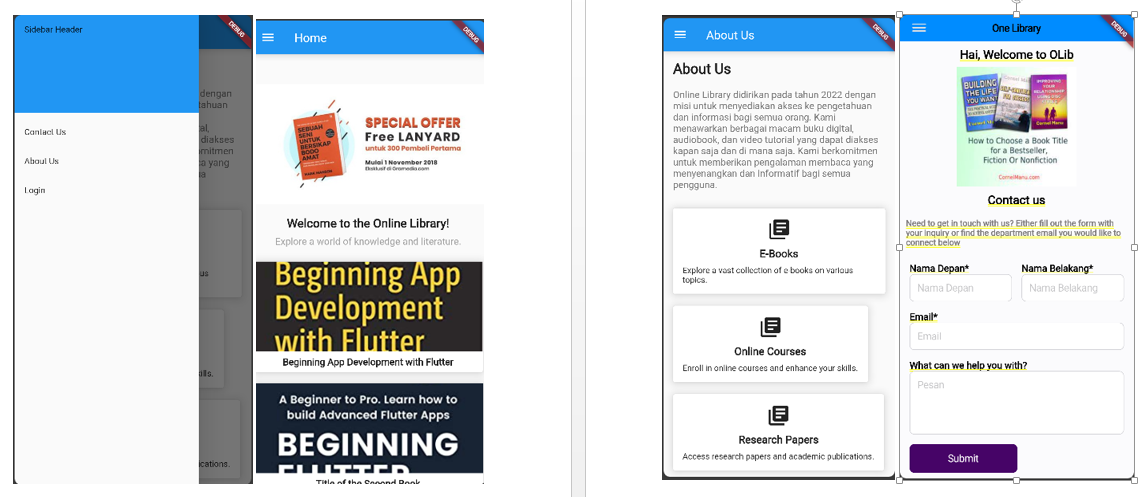 Sidebar Header
DEBUG
Contact Us
About Us
Login
dengan
ahuan
al,
diakses
mitmen
yang
us
kills.
ications.
Home
DEBUG
SEBUAH
SENI
UNTUK
BERSIKAP
BODO
AMAT
SPECIAL OFFER
Free LANYARD
untuk 300 Pembeli Pertama
Mulai 1 November 2018
Eksklusif di Gramedia.com
Welcome to the Online Library!
Explore a world of knowledge and literature.
Beginning App
Development
with Flutter
Beginning App Development with Flutter
A Beginner to Pro. Learn how to
build Advanced Flutter Apps
BEGINNING
FLUTTER
Title of the Second Book
About Us
DEBUG
About Us
Online Library didirikan pada tahun 2022 dengan
misi untuk menyediakan akses ke pengetahuan
dan informasi bagi semua orang. Kami
menawarkan berbagai macam buku digital,
audiobook, dan video tutorial yang dapat diakses
kapan saja dan di mana saja. Kami berkomitmen
untuk memberikan pengalaman membaca yang
menyenangkan dan informatif bagi semua
pengguna.
E-Books
Explore a vast collection of e-books on various
topics.
Online Courses
Enroll in online courses and enhance your skills.
Research Papers
Access research papers and academic publications.
One Library
DEBUG
Hai, Welcome to OLib
BUILDING
THE LIFE
YOU WANT
IMPROVING
YOUR
RELATIONSHIP
How to Choose a Book Title
for a Bestseller,
Fiction Or Nonfiction
CornelManu.com
Contact us
Need to get in touch with us? Either fill out the form with
your inquiry or find the department email you would like to
connect below
Nama Depan*
Nama Belakang*
Nama Depan
Nama Belakang
Email*
Email
What can we help you with?
Pesan
Submit